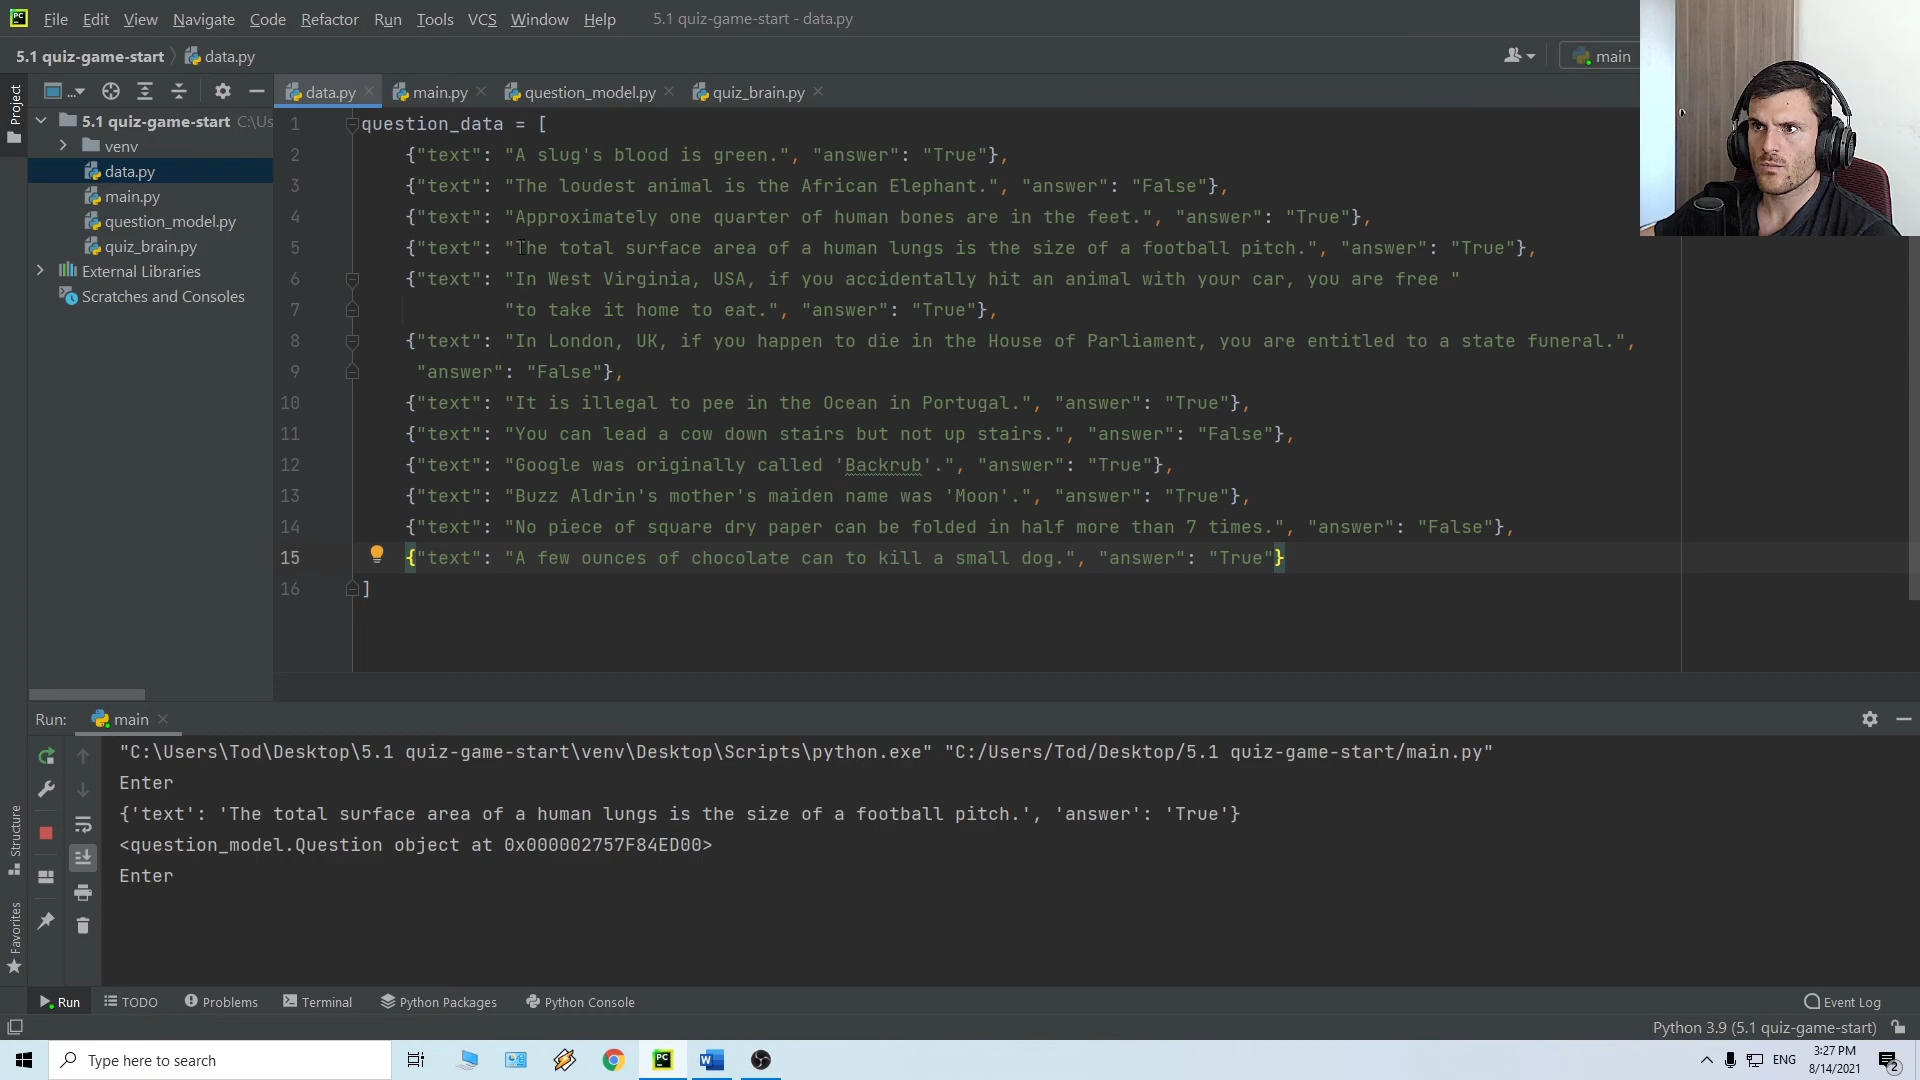 File Edit View Navigate Code Refactor Run Tools VCS Window Help 5.1 quiz-game-start - data.py
5.1 quiz-game-start data.py main
Project ...
data.py main.py question_model.py quiz_brain.py
5.1 quiz-game-start C:\Us
venv
data.py
main.py
question_model.py
quiz_brain.py
External Libraries
Scratches and Consoles
1 question_data = [
2 {"text": "A slug's blood is green.", "answer": "True"},
3 {"text": "The loudest animal is the African Elephant.", "answer": "False"},
4 {"text": "Approximately one quarter of human bones are in the feet.", "answer": "True"},
5 {"text": "The total surface area of a human lungs is the size of a football pitch.", "answer": "True"},
6 {"text": "In West Virginia, USA, if you accidentally hit an animal with your car, you are free "
7 "to take it home to eat.", "answer": "True"},
8 {"text": "In London, UK, if you happen to die in the House of Parliament, you are entitled to a state funeral.",
9 "answer": "False"},
10 {"text": "It is illegal to pee in the Ocean in Portugal.", "answer": "True"},
11 {"text": "You can lead a cow down stairs but not up stairs.", "answer": "False"},
12 {"text": "Google was originally called 'Backrub'.", "answer": "True"},
13 {"text": "Buzz Aldrin's mother's maiden name was 'Moon'.", "answer": "True"},
14 {"text": "No piece of square dry paper can be folded in half more than 7 times.", "answer": "False"},
15 {"text": "A few ounces of chocolate can to kill a small dog.", "answer": "True"}
16 ]
Run: main
"C:\Users\Tod\Desktop\5.1 quiz-game-start\venv\Desktop\Scripts\python.exe" "C:/Users/Tod/Desktop/5.1 quiz-game-start/main.py"
Enter
{'text': 'The total surface area of a human lungs is the size of a football pitch.', 'answer': 'True'}
<question_model.Question object at 0x000002757F84ED00>
Enter
Structure
Favorites
Run TODO Problems Terminal Python Packages Python Console Event Log
Python 3.9 (5.1 quiz-game-start)
Type here to search
ENG
3:27 PM
8/14/2021
2